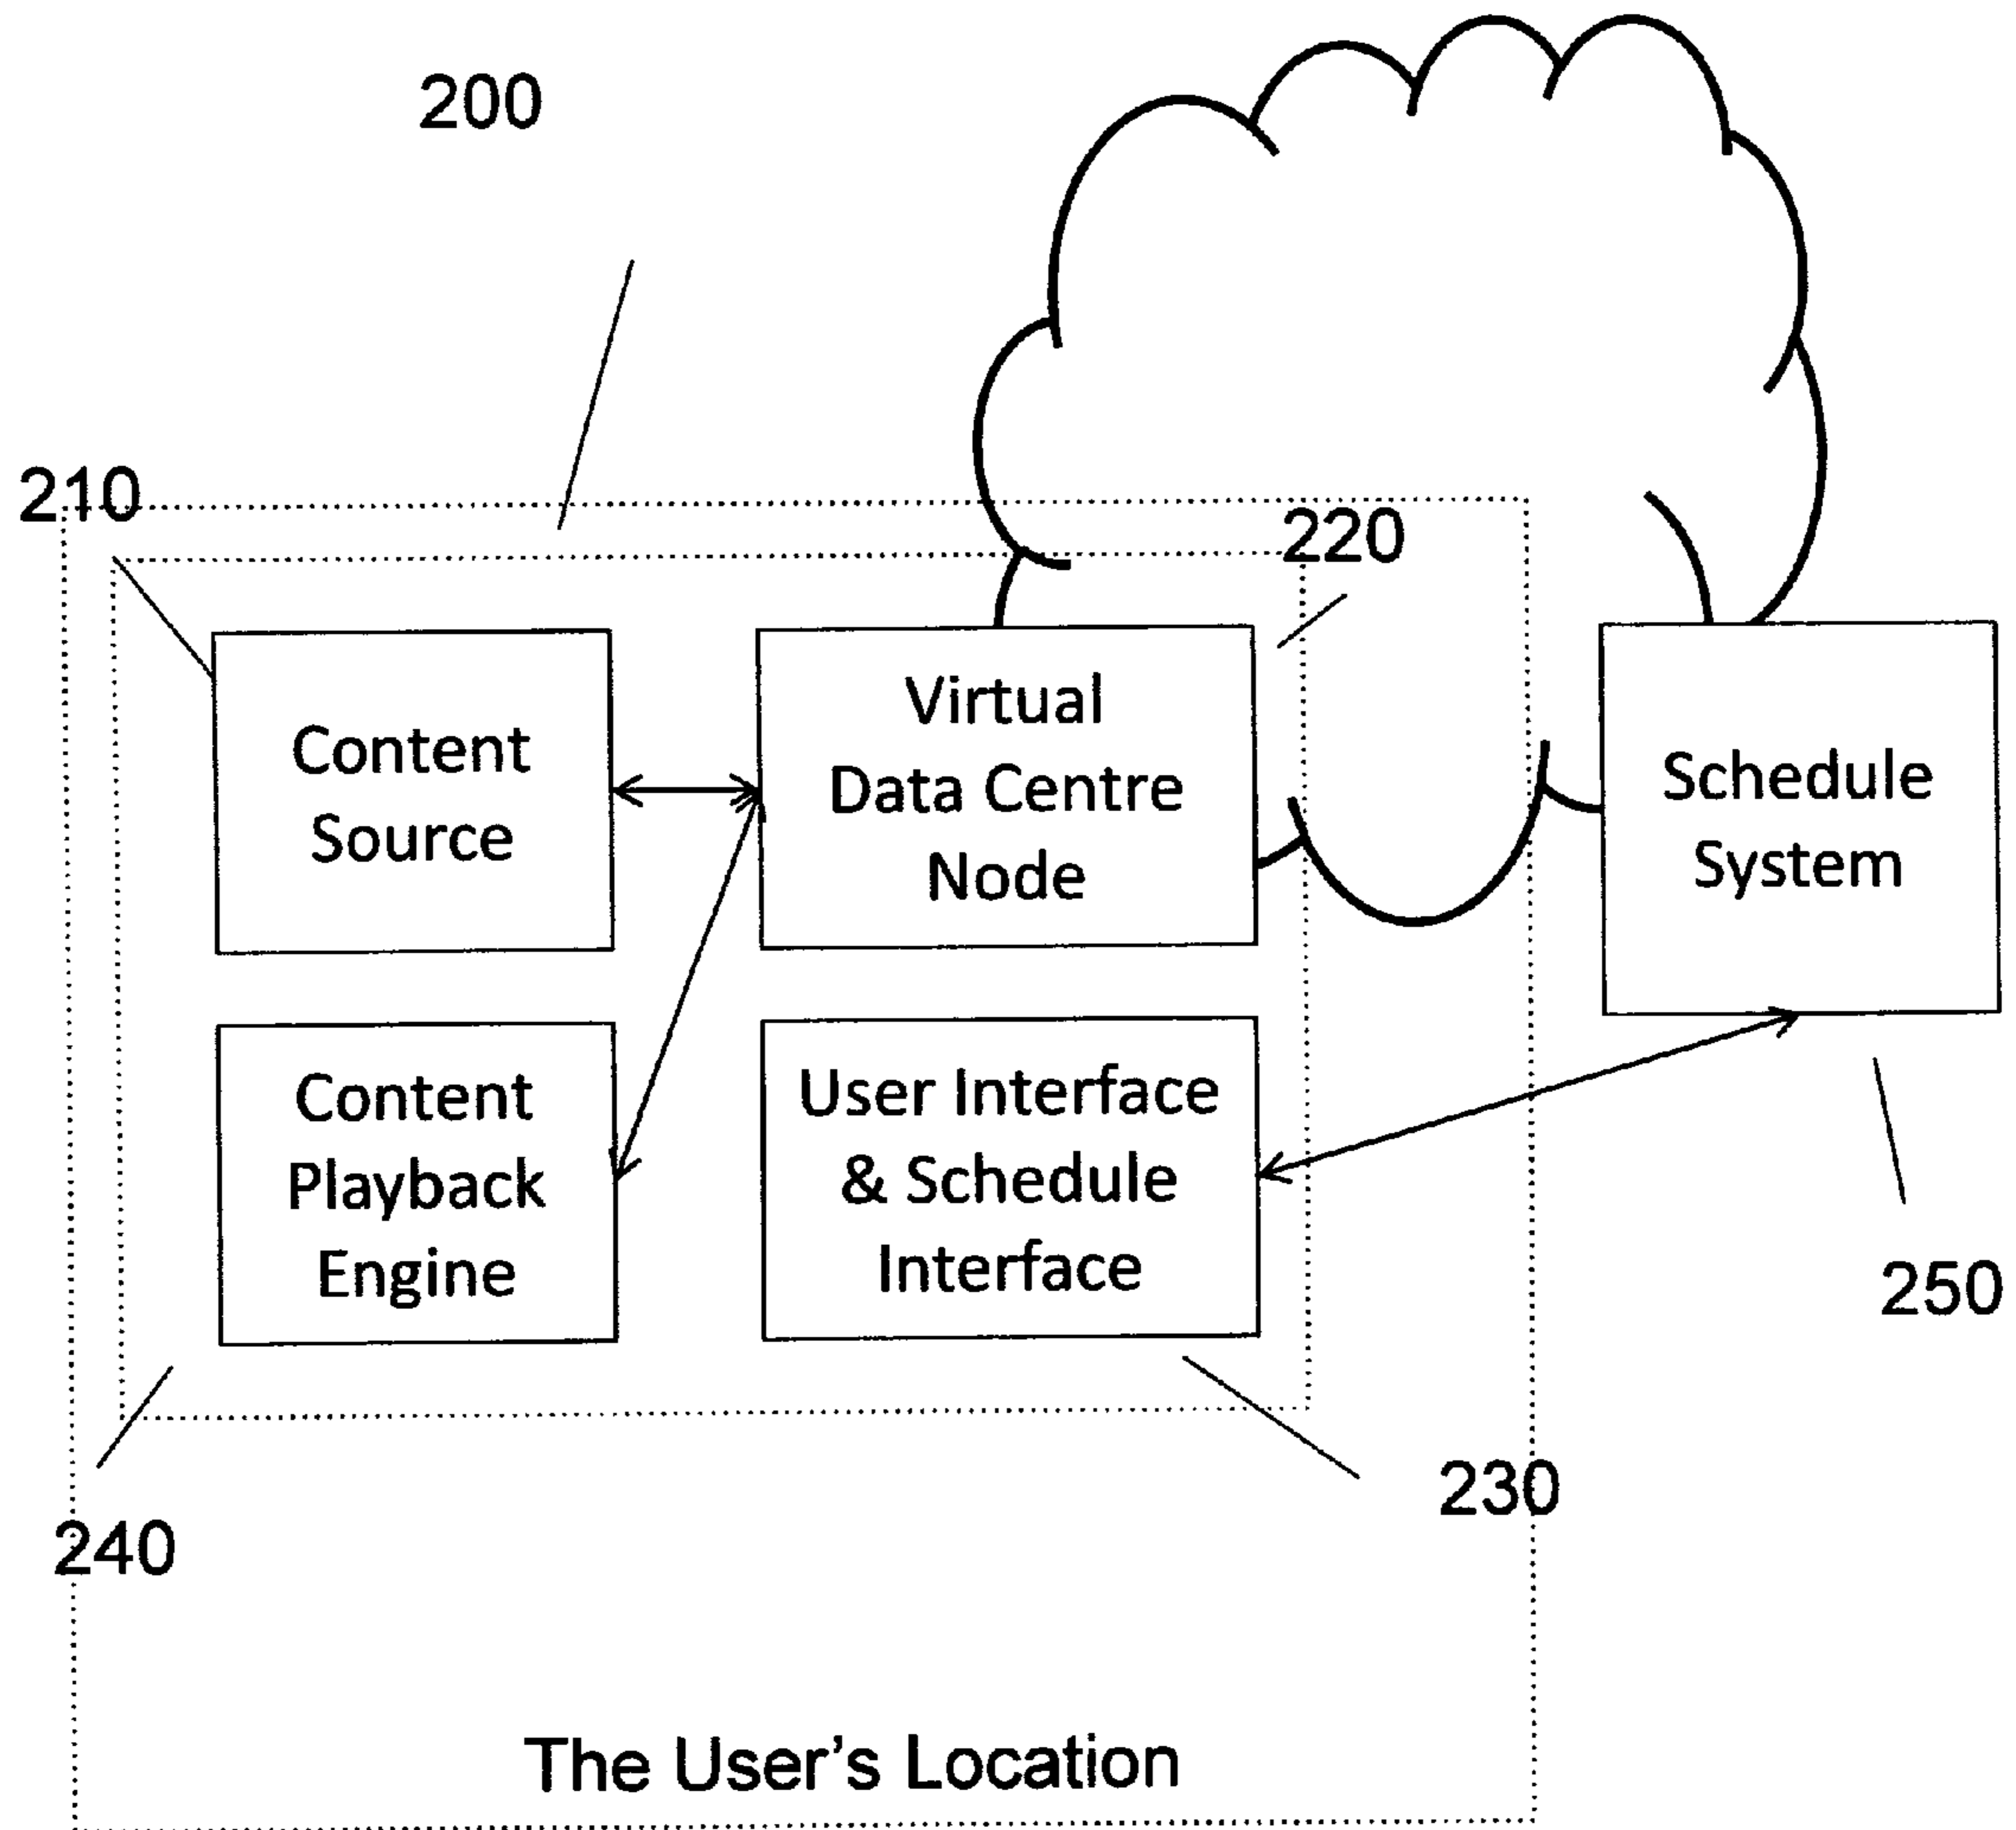 200
210
220
Content
Source
Virtual
Data Centre
Node
Schedule
System
Content
Playback
Engine
User Interface
& Schedule
Interface
250
230
240
The User's Location